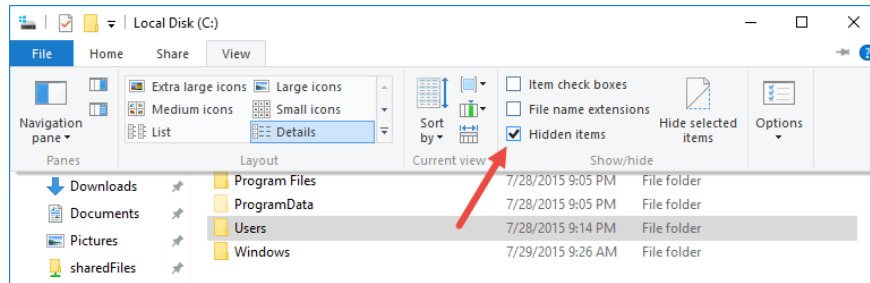 Local Disk (C:)
File Home Share View
Extra large icons Large icons
Medium icons Small icons
List Details
Navigation pane
Sort by
Item check boxes
File name extensions
Hidden items
Hide selected items
Options
Panes Layout Current view Show/hide
Downloads
Documents
Pictures
sharedFiles
Program Files 7/28/2015 9:05 PM File folder
ProgramData 7/28/2015 9:05 PM File folder
Users 7/28/2015 9:14 PM File folder
Windows 7/29/2015 9:26 AM File folder